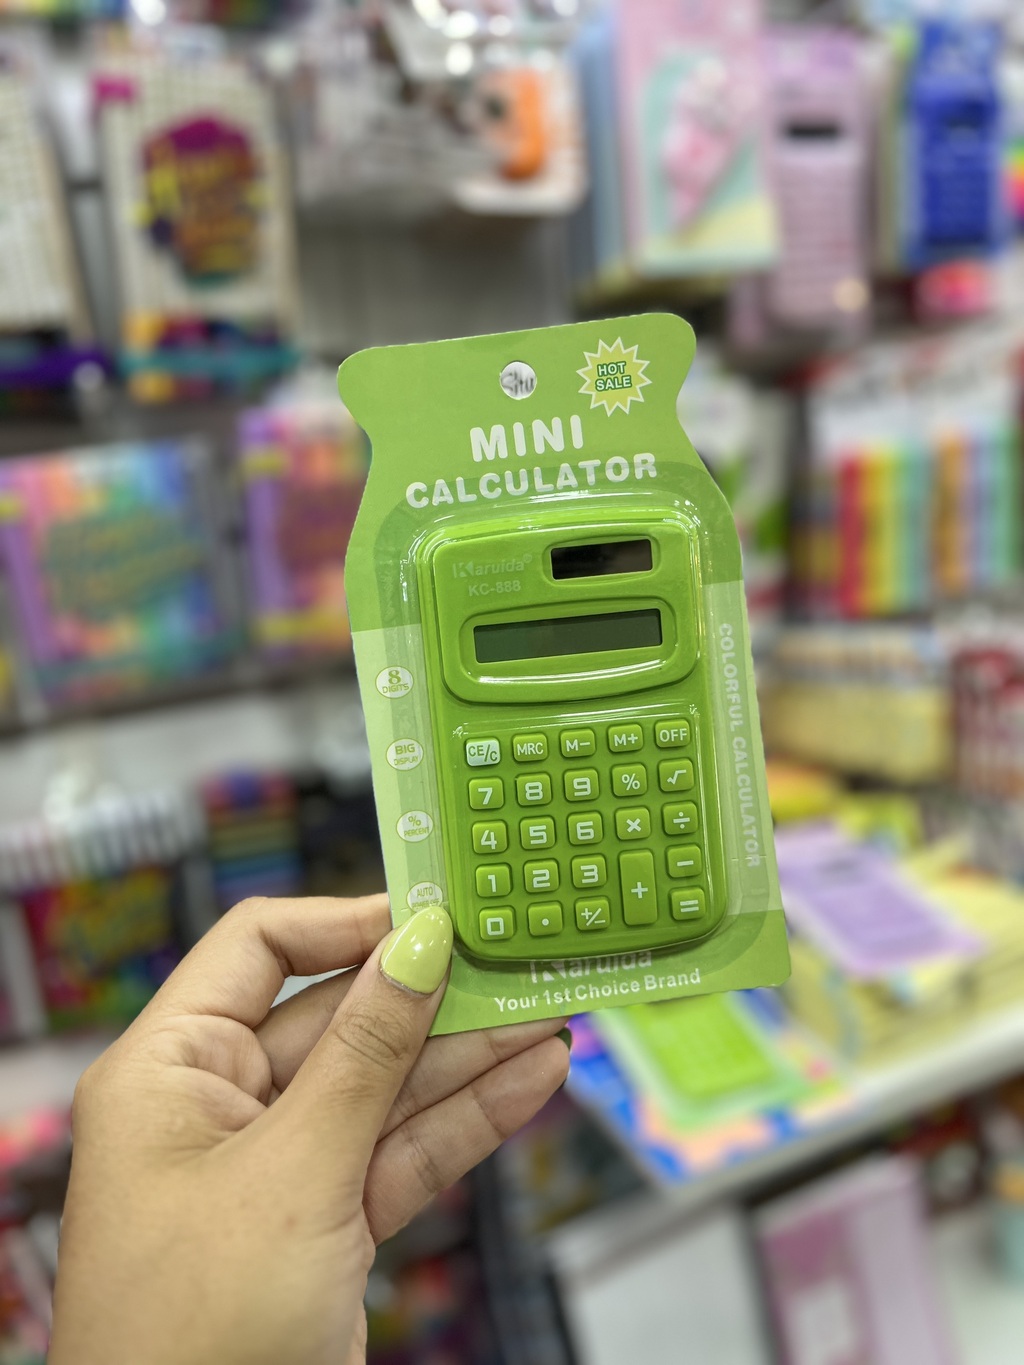 HOT
SALE
MINI
CALCULATOR
Karuida
KC-888
8
DIGITS
BIG
DISPLAY
%
PERCENT
AUTO
COLORFUL CALCULATOR
CE/C MRC M− M+ OFF
7 8 9 % √
4 5 6 × ÷
1 2 3 + −
0 . +/− =
Karuida
Your 1st Choice Brand